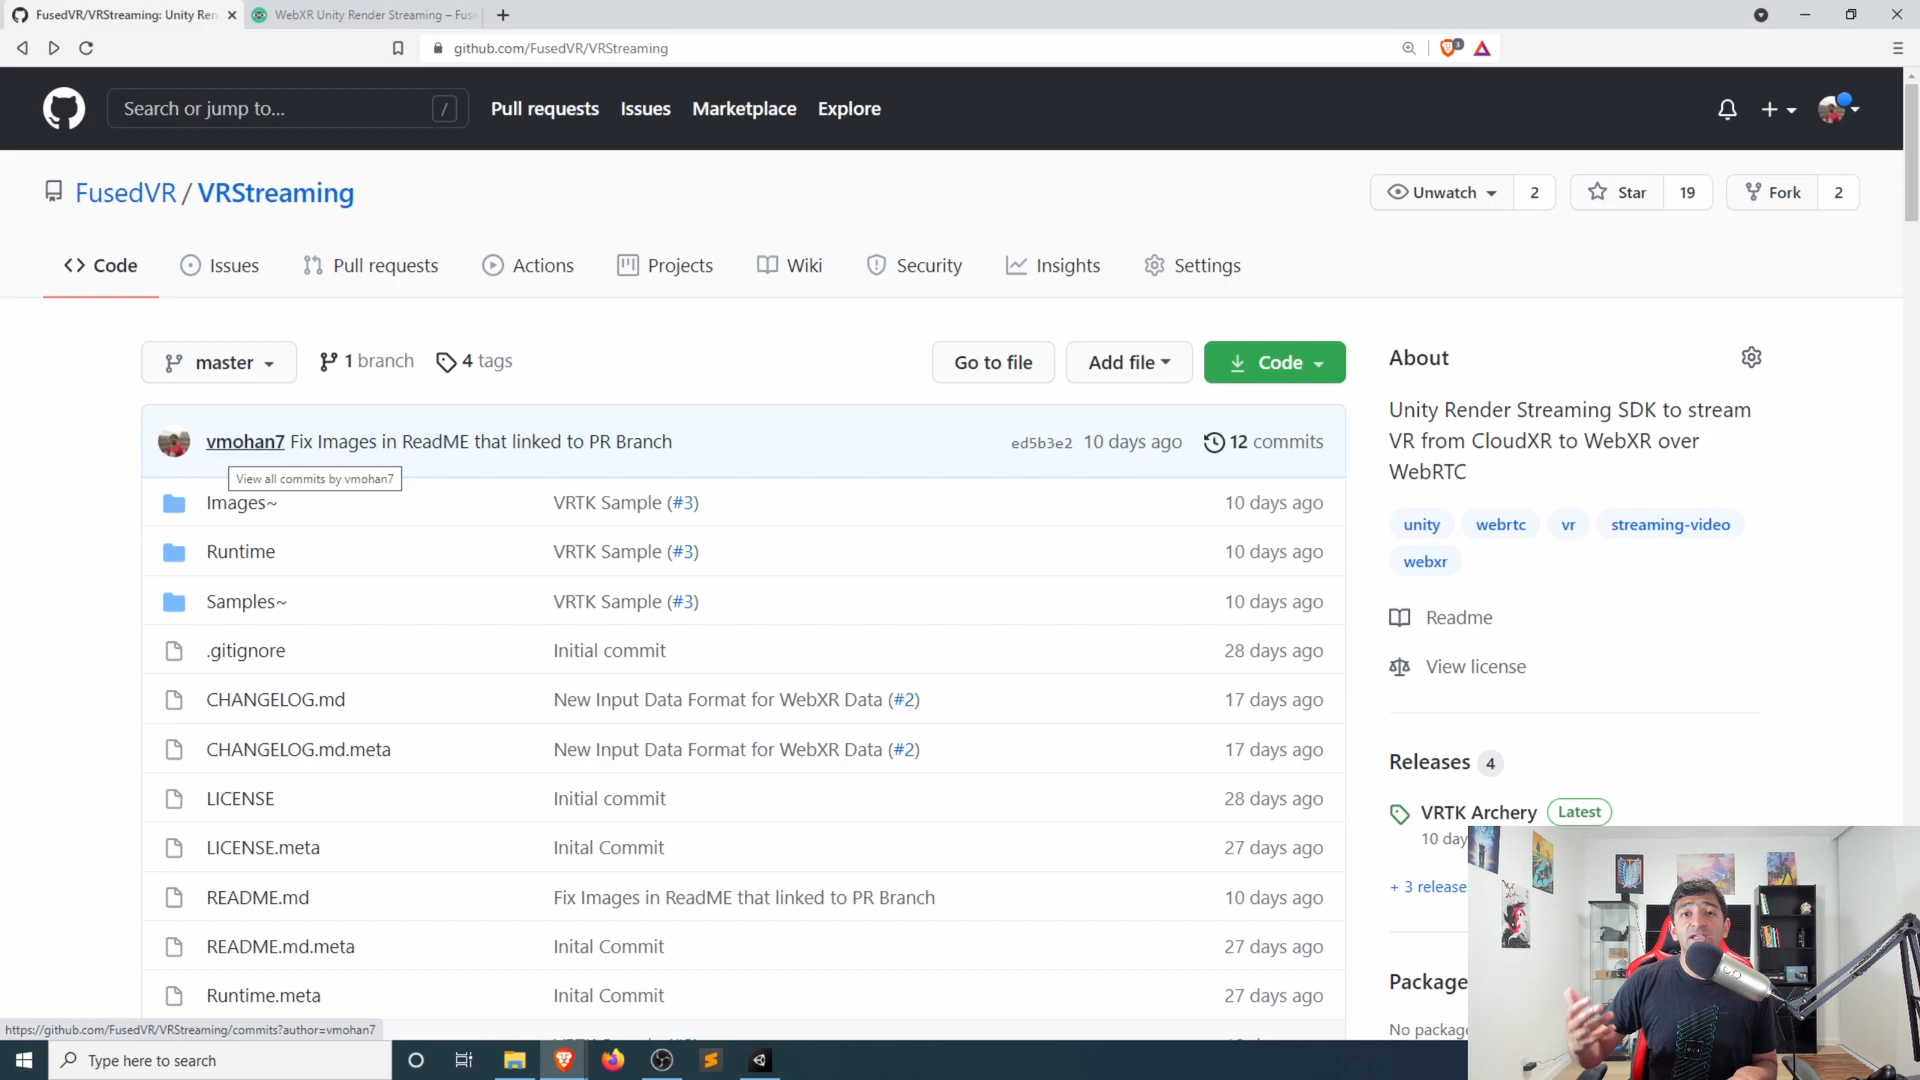 FusedVR/VRStreaming: Unity Ren
WebXR Unity Render Streaming – Fuse
github.com/FusedVR/VRStreaming
Search or jump to...
/
Pull requests
Issues
Marketplace
Explore
FusedVR / VRStreaming
Unwatch 2
Star 19
Fork 2
Code
Issues
Pull requests
Actions
Projects
Wiki
Security
Insights
Settings
master
1 branch
4 tags
Go to file
Add file
Code
vmohan7 Fix Images in ReadME that linked to PR Branch
ed5b3e2 10 days ago
12 commits
View all commits by vmohan7
Images~ VRTK Sample (#3) 10 days ago
Runtime VRTK Sample (#3) 10 days ago
Samples~ VRTK Sample (#3) 10 days ago
.gitignore Initial commit 28 days ago
CHANGELOG.md New Input Data Format for WebXR Data (#2) 17 days ago
CHANGELOG.md.meta New Input Data Format for WebXR Data (#2) 17 days ago
LICENSE Initial commit 28 days ago
LICENSE.meta Inital Commit 27 days ago
README.md Fix Images in ReadME that linked to PR Branch 10 days ago
README.md.meta Inital Commit 27 days ago
Runtime.meta Inital Commit 27 days ago
About
Unity Render Streaming SDK to stream
VR from CloudXR to WebXR over
WebRTC
unity webrtc vr streaming-video
webxr
Readme
View license
Releases 4
VRTK Archery Latest
10 day
+ 3 release
Package
No package
https://github.com/FusedVR/VRStreaming/commits?author=vmohan7
Type here to search